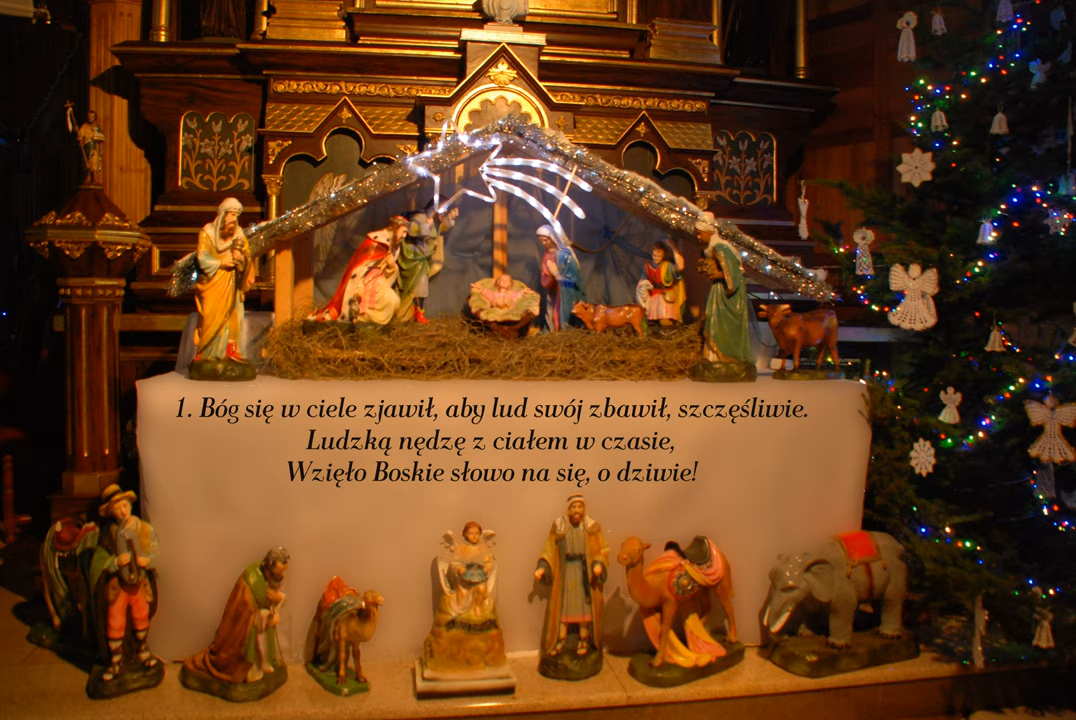 1. Bóg się w ciele zjawił, aby lud swój zbawił, szczęśliwie.
Ludzką nędzę z ciałem w czasie,
Wzięło Boskie słowo na się, o dziwie!